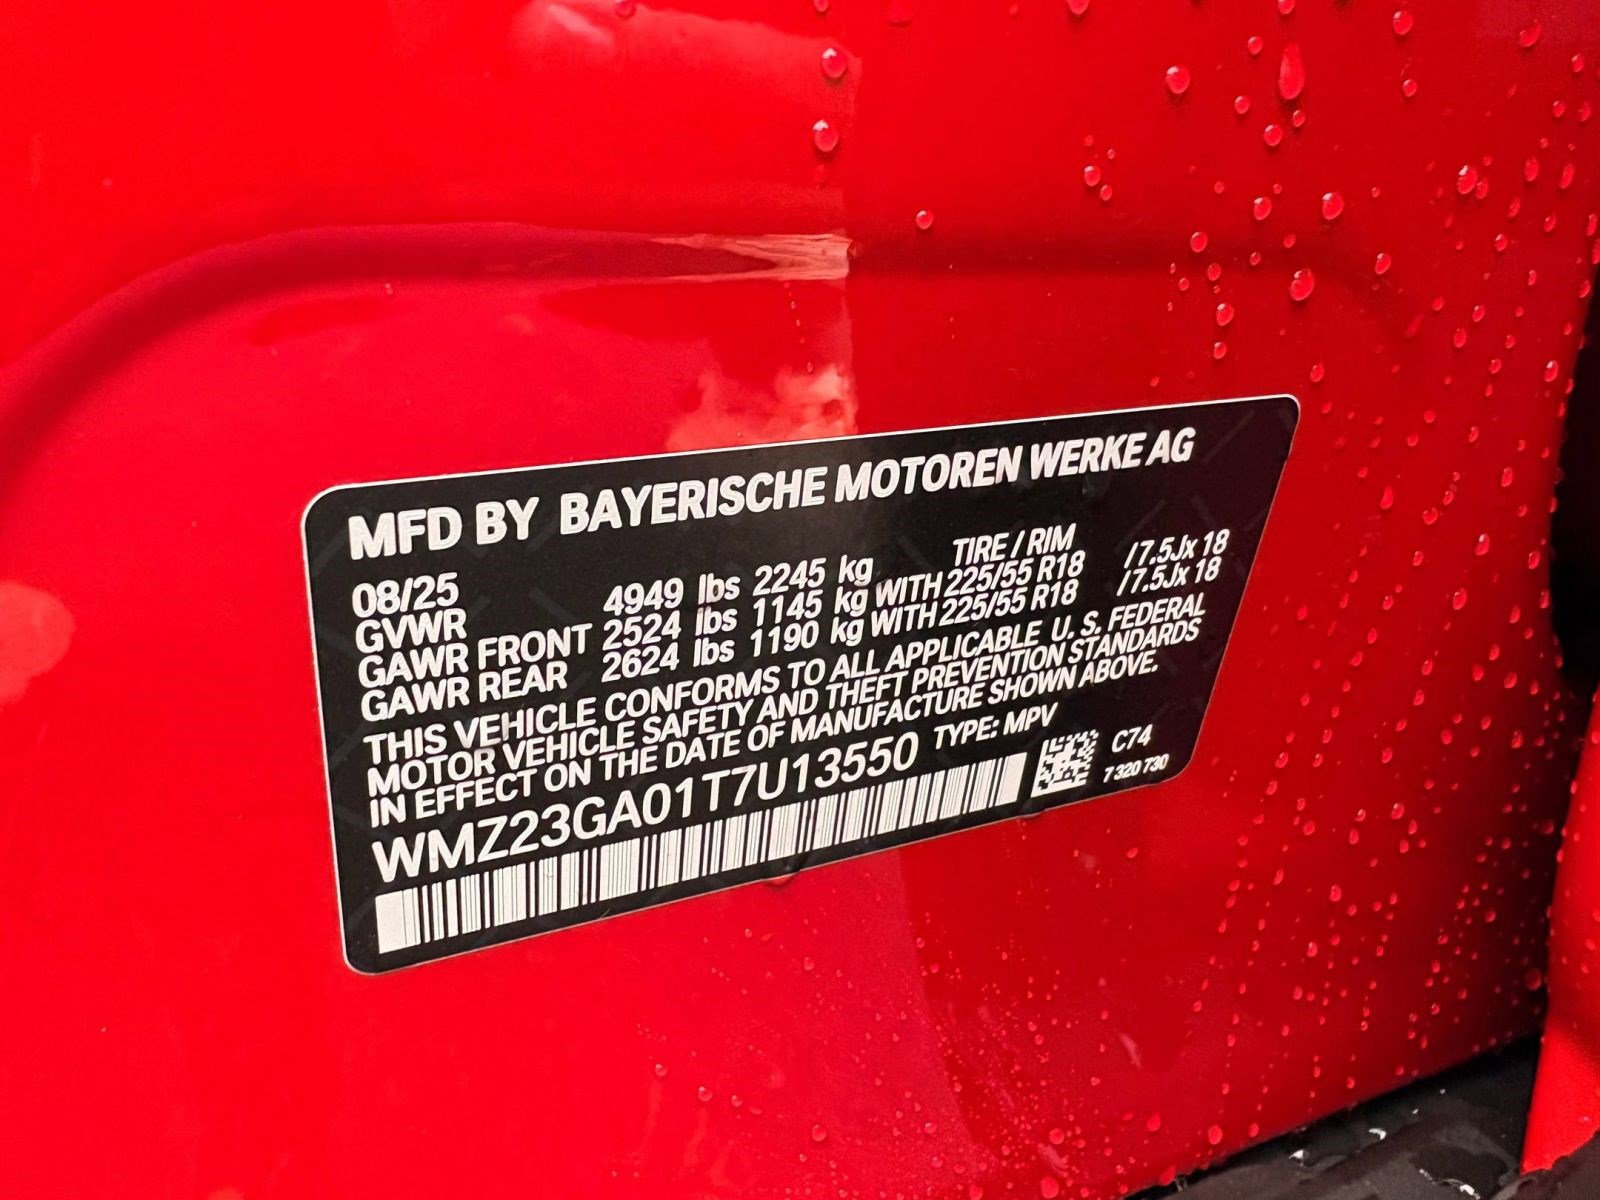 MFD BY BAYERISCHE MOTOREN WERKE AG
08/25 TIRE / RIM
GVWR 4949 lbs 2245 kg
GAWR FRONT 2524 lbs 1145 kg WITH 225/55 R18 /7.5Jx 18
GAWR REAR 2624 lbs 1190 kg WITH 225/55 R18 /7.5Jx 18
THIS VEHICLE CONFORMS TO ALL APPLICABLE U. S. FEDERAL
MOTOR VEHICLE SAFETY AND THEFT PREVENTION STANDARDS
IN EFFECT ON THE DATE OF MANUFACTURE SHOWN ABOVE.
WMZ23GA01T7U13550 TYPE: MPV
C74
7 320 730